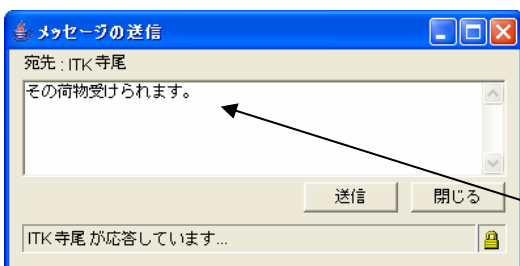 メッセージの送信
宛先 : ITK 寺尾
その荷物受けられます。
送信 閉じる
ITK 寺尾 が応答しています...